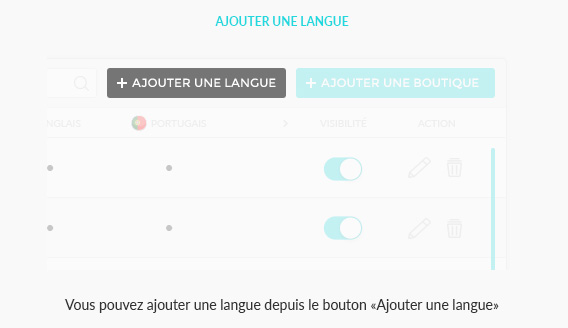 AJOUTER UNE LANGUE
+ AJOUTER UNE LANGUE + AJOUTER UNE BOUTIQUE
NGLAIS PORTUGAIS > VISIBILITÉ ACTION
Vous pouvez ajouter une langue depuis le bouton «Ajouter une langue»